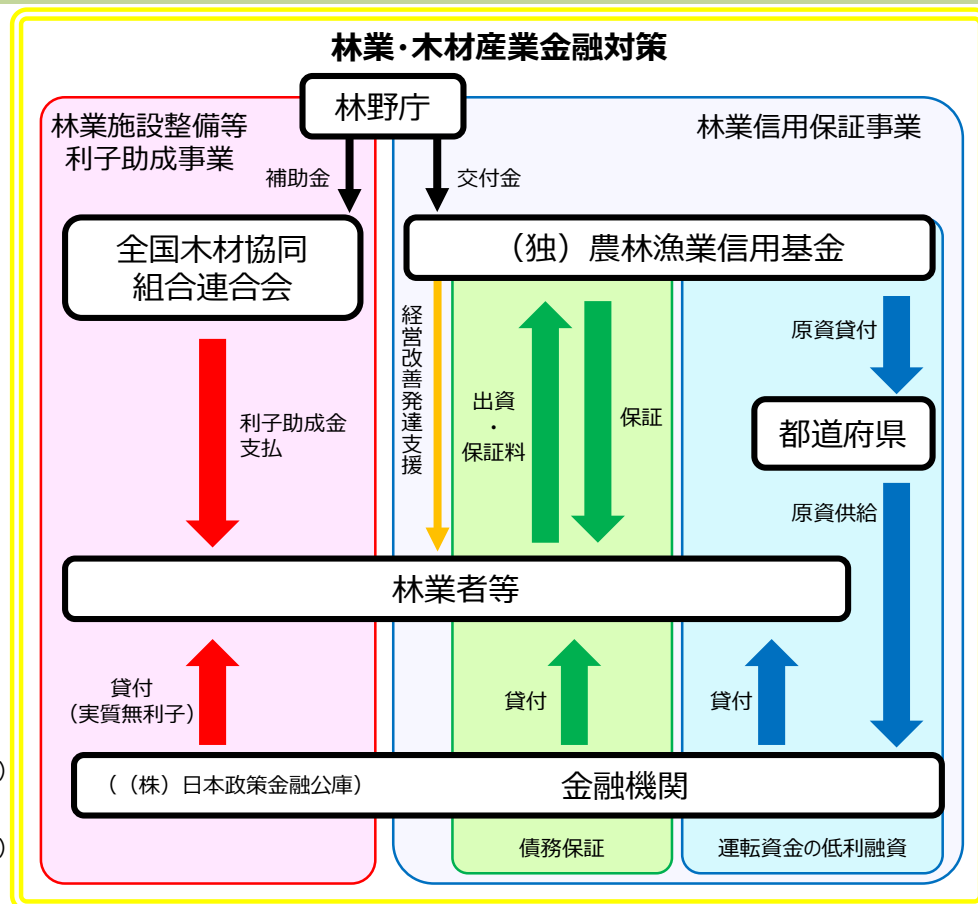 林業・木材産業金融対策
林野庁
林業施設整備等
利子助成事業
林業信用保証事業
補助金
交付金
全国木材協同
組合連合会
（独）農林漁業信用基金
経営改善発達支援
原資貸付
出資
・
保証料
保証
利子助成金
支払
都道府県
原資供給
林業者等
貸付
（実質無利子）
貸付
貸付
）
（（株）日本政策金融公庫） 金融機関
）
債務保証
運転資金の低利融資